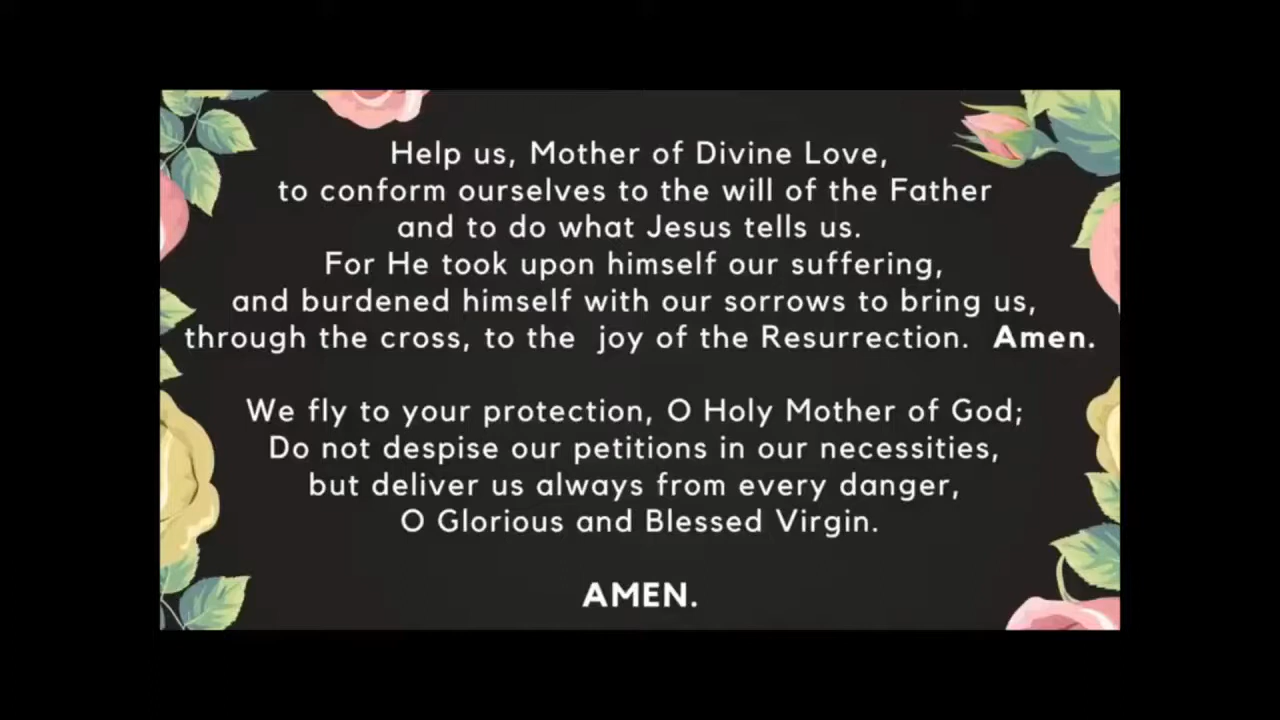 Help us, Mother of Divine Love,
to conform ourselves to the will of the Father
and to do what Jesus tells us.
For He took upon himself our suffering,
and burdened himself with our sorrows to bring us,
through the cross, to the joy of the Resurrection. Amen.
We fly to your protection, O Holy Mother of God;
Do not despise our petitions in our necessities,
but deliver us always from every danger,
O Glorious and Blessed Virgin.
AMEN.